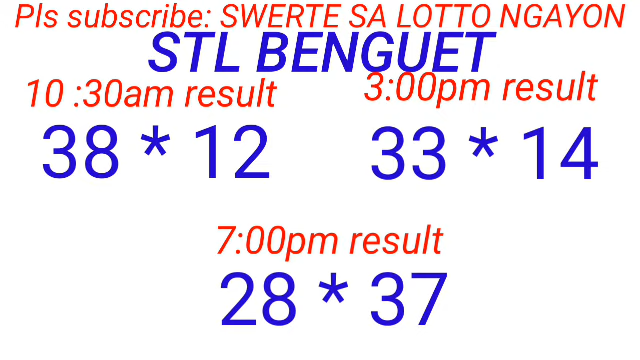 Pls subscribe: SWERTE SA LOTTO NGAYON
STL BENGUET
10 :30am result
38 * 12
3:00pm result
33 * 14
7:00pm result
28 * 37